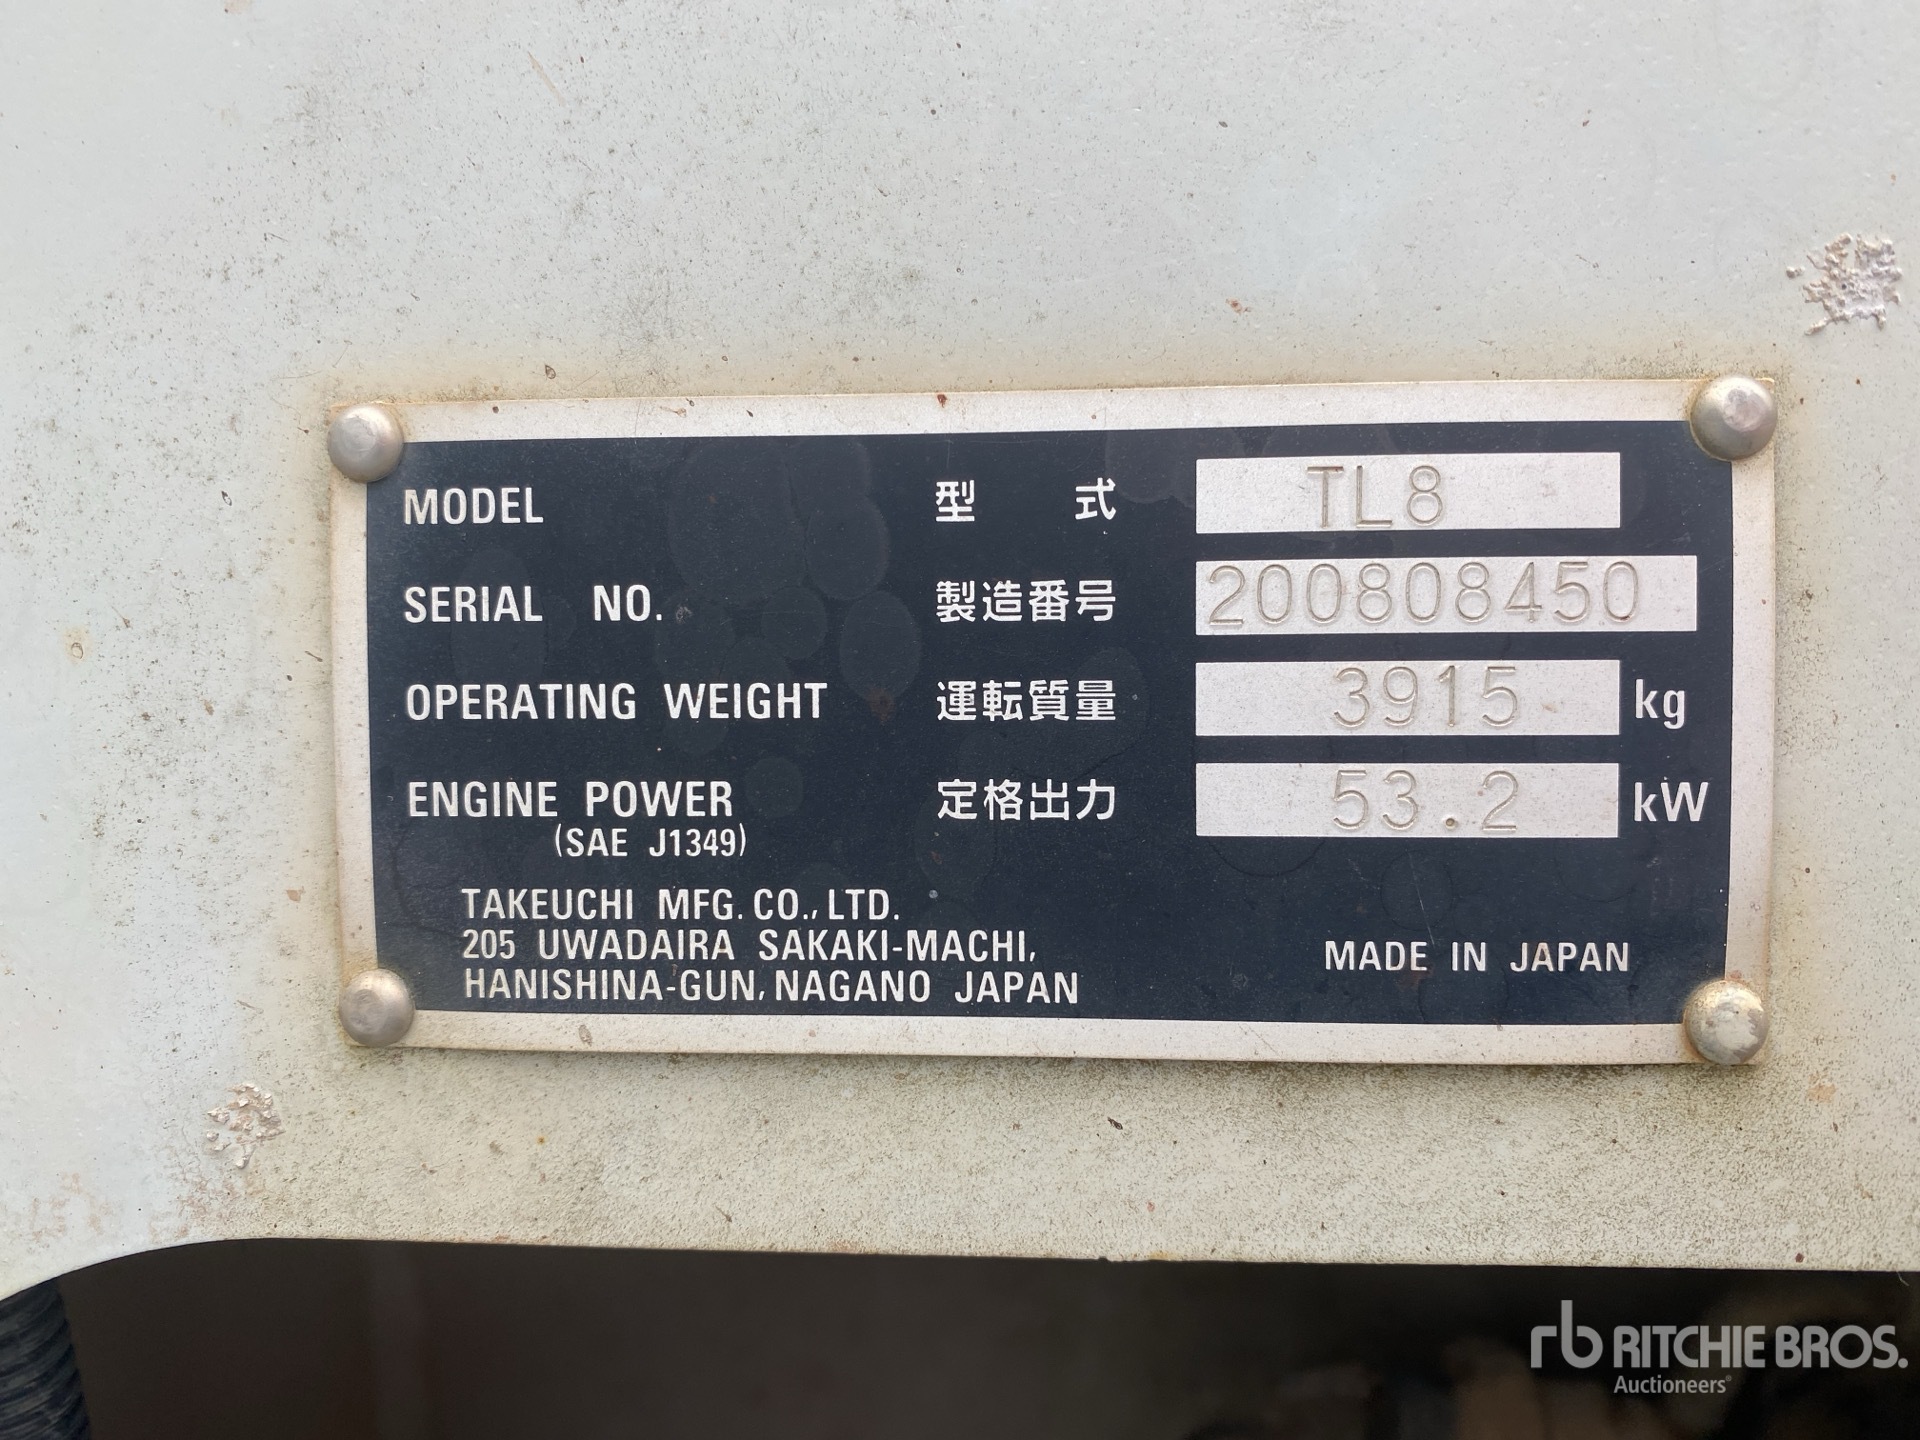 MODEL 型 式 TL8
SERIAL NO. 製造番号 200808450
OPERATING WEIGHT 運転質量 3915 kg
ENGINE POWER 定格出力 53.2 kW
(SAE J1349)
TAKEUCHI MFG. CO., LTD.
205 UWADAIRA SAKAKI-MACHI,
HANISHINA-GUN, NAGANO JAPAN
MADE IN JAPAN
rb RITCHIE BROS.
Auctioneers®